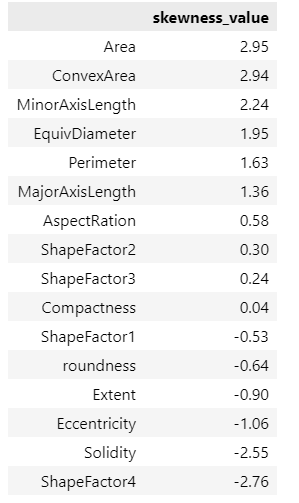 skewness_value
Area 2.95
ConvexArea 2.94
MinorAxisLength 2.24
EquivDiameter 1.95
Perimeter 1.63
MajorAxisLength 1.36
AspectRation 0.58
ShapeFactor2 0.30
ShapeFactor3 0.24
Compactness 0.04
ShapeFactor1 -0.53
roundness -0.64
Extent -0.90
Eccentricity -1.06
Solidity -2.55
ShapeFactor4 -2.76